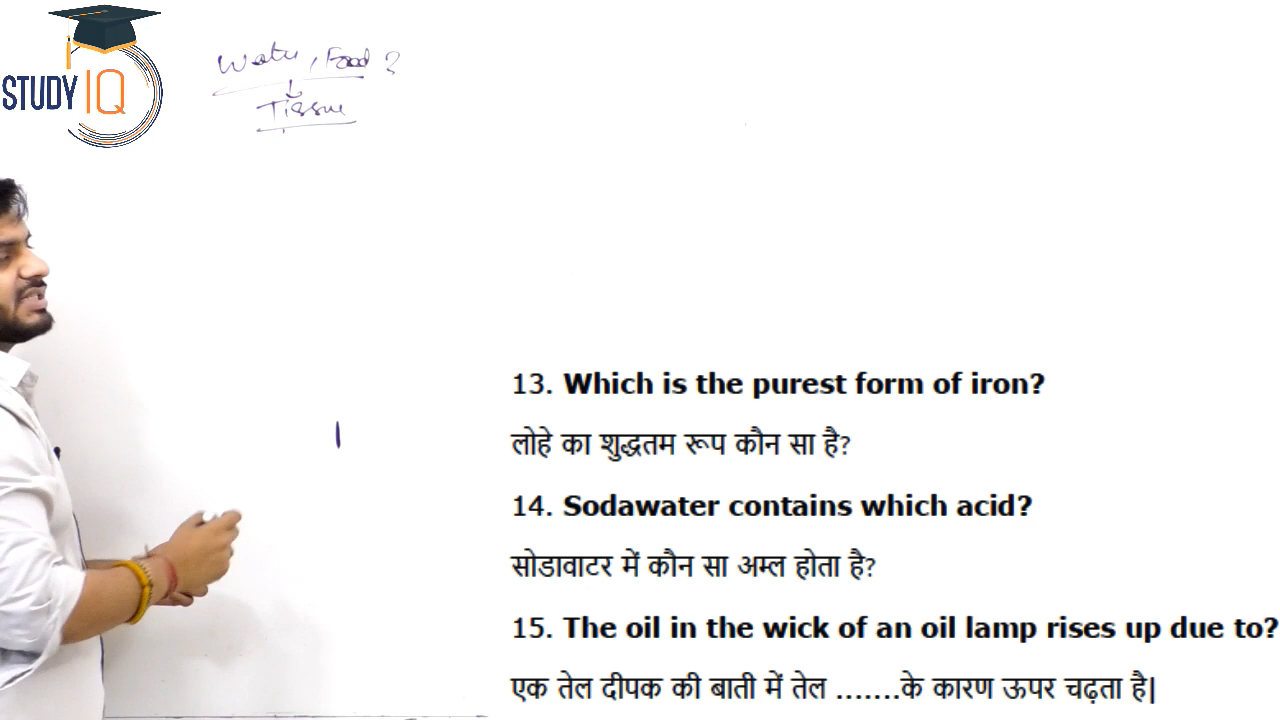 STUDY IQ
Water, Food ?
Tissue
13. Which is the purest form of iron?
लोहे का शुद्धतम रूप कौन सा है?
14. Sodawater contains which acid?
सोडावाटर में कौन सा अम्ल होता है?
15. The oil in the wick of an oil lamp rises up due to?
एक तेल दीपक की बाती में तेल .......के कारण ऊपर चढ़ता है|